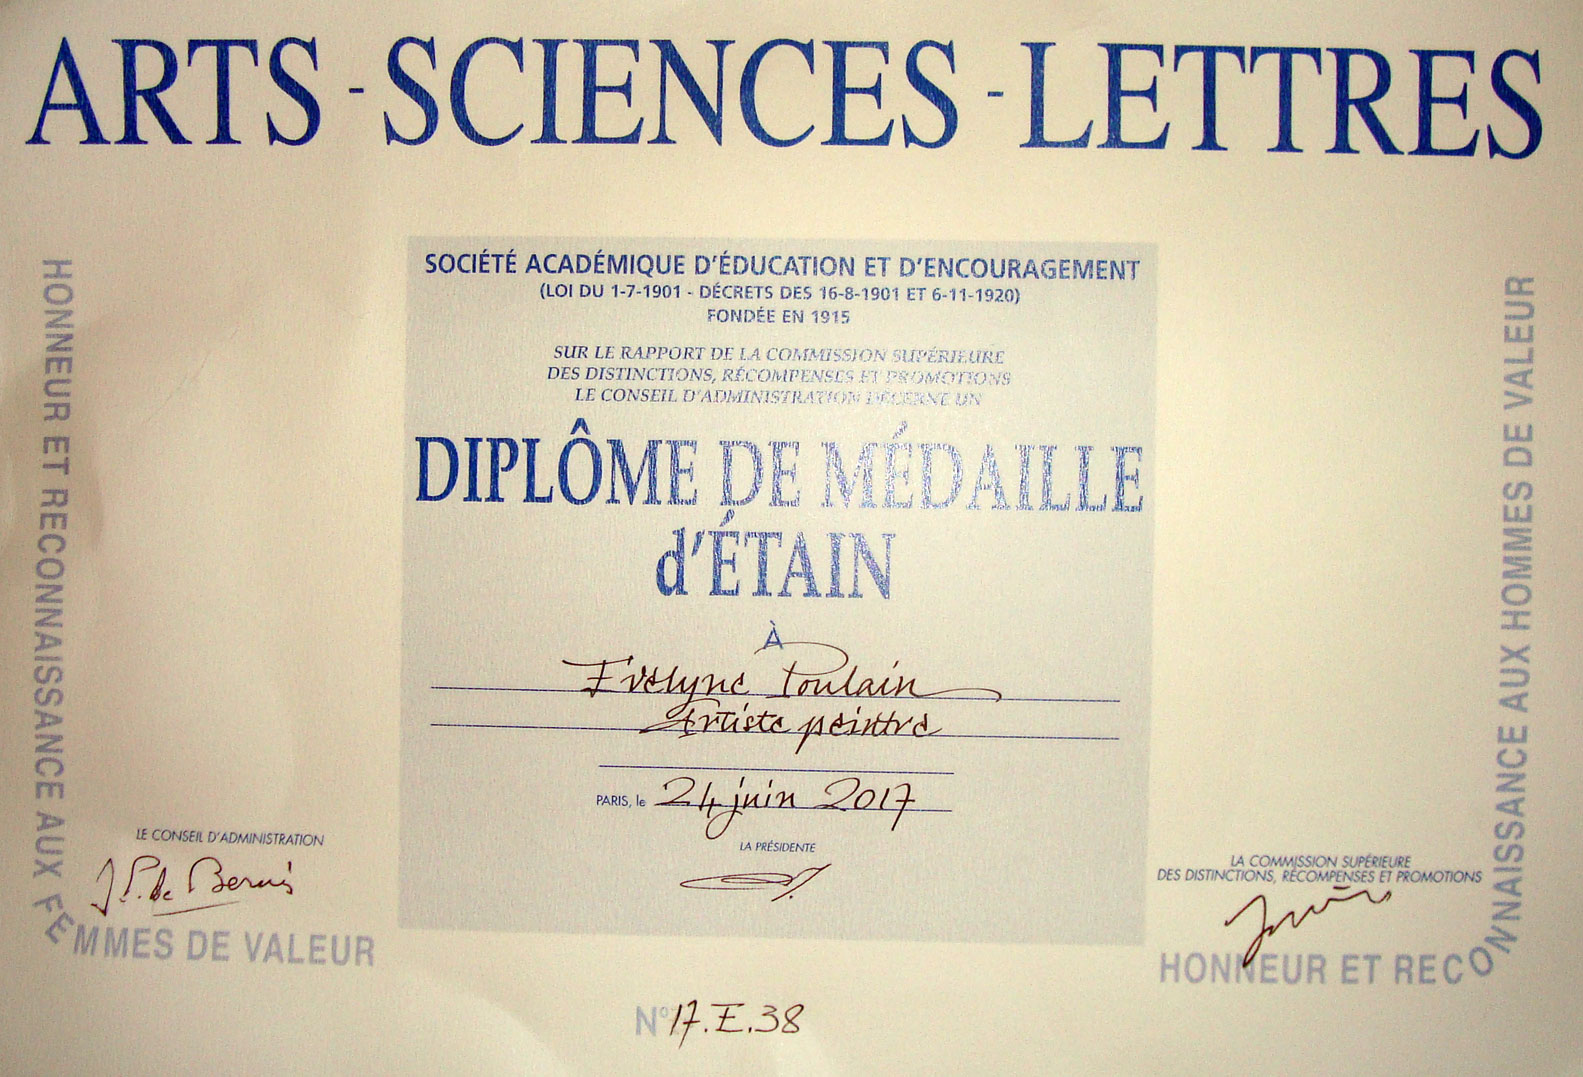 ARTS - SCIENCES - LETTRES
SOCIÉTÉ ACADÉMIQUE D'ÉDUCATION ET D'ENCOURAGEMENT
(LOI DU 1-7-1901 - DÉCRETS DES 16-8-1901 ET 6-11-1920)
FONDÉE EN 1915
SUR LE RAPPORT DE LA COMMISSION SUPÉRIEURE
DES DISTINCTIONS, RÉCOMPENSES ET PROMOTIONS
LE CONSEIL D'ADMINISTRATION DÉCERNE UN
DIPLÔME DE MÉDAILLE
d'ÉTAIN
À
Evelyne Poulain
Artiste peintre
PARIS, le 24 juin 2017
LA PRÉSIDENTE
LE CONSEIL D'ADMINISTRATION
J.P. de Bernis
LA COMMISSION SUPÉRIEURE
DES DISTINCTIONS, RÉCOMPENSES ET PROMOTIONS
HONNEUR ET RECONNAISSANCE AUX FEMMES DE VALEUR
HONNEUR ET RECONNAISSANCE AUX HOMMES DE VALEUR
N° 17.E.38